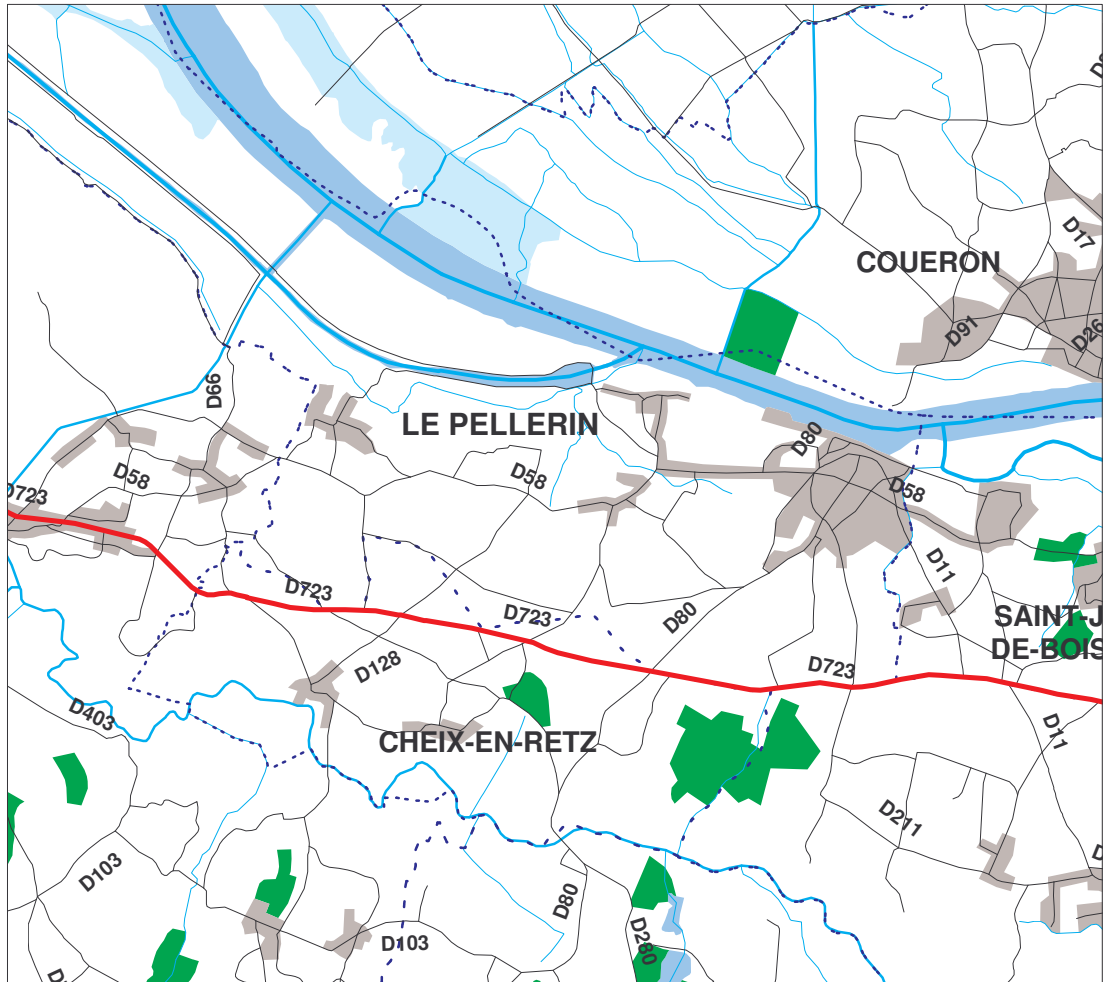 D17
COUERON
D91
D26
D66
LE PELLERIN
D80
D58
D58
D58
D723
D11
D723
D723
D80
SAINT-J
DE-BOIS
D128
D723
D403
D11
CHEIX-EN-RETZ
D211
D103
D80
D103
D280